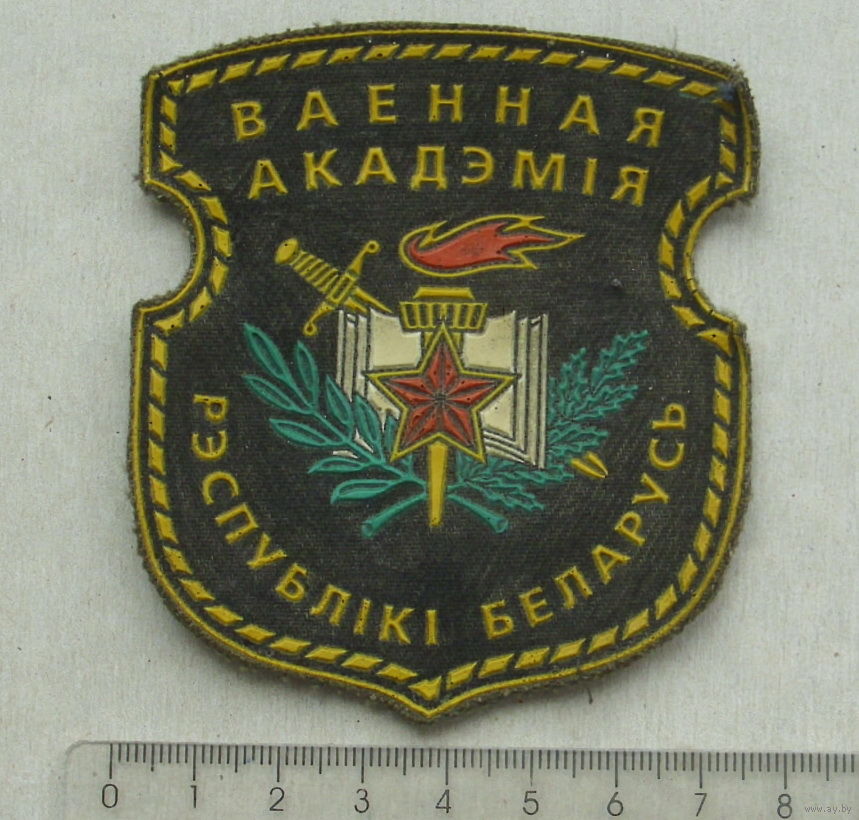 ВАЕННАЯ
АКАДЭМІЯ
РЭСПУБЛІКІ БЕЛАРУСЬ
0 1 2 3 4 5 6 7 8
www.ay.by